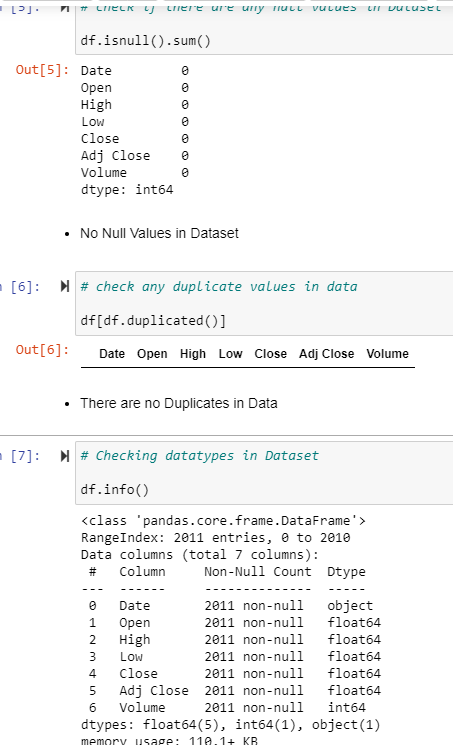 [5]: # check if there are any null values in Dataset
df.isnull().sum()
Out[5]: Date 0
Open 0
High 0
Low 0
Close 0
Adj Close 0
Volume 0
dtype: int64
• No Null Values in Dataset
[6]: # check any duplicate values in data
df[df.duplicated()]
Out[6]: Date Open High Low Close Adj Close Volume
• There are no Duplicates in Data
[7]: # Checking datatypes in Dataset
df.info()
<class 'pandas.core.frame.DataFrame'>
RangeIndex: 2011 entries, 0 to 2010
Data columns (total 7 columns):
# Column Non-Null Count Dtype
--- ------ -------------- -----
0 Date 2011 non-null object
1 Open 2011 non-null float64
2 High 2011 non-null float64
3 Low 2011 non-null float64
4 Close 2011 non-null float64
5 Adj Close 2011 non-null float64
6 Volume 2011 non-null int64
dtypes: float64(5), int64(1), object(1)
memory usage: 110.1+ KB